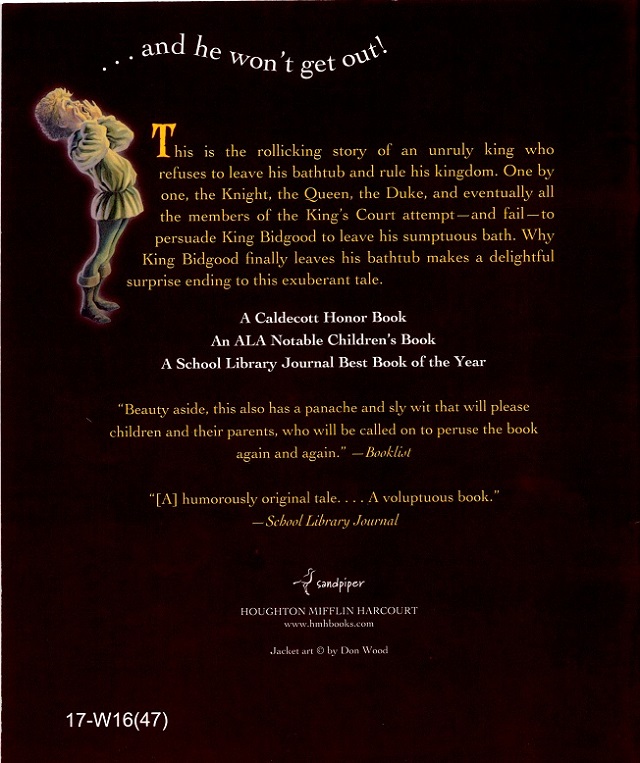 . . . and he won't get out!
This is the rollicking story of an unruly king who
refuses to leave his bathtub and rule his kingdom. One by
one, the Knight, the Queen, the Duke, and eventually all
the members of the King's Court attempt—and fail—to
persuade King Bidgood to leave his sumptuous bath. Why
King Bidgood finally leaves his bathtub makes a delightful
surprise ending to this exuberant tale.
A Caldecott Honor Book
An ALA Notable Children's Book
A School Library Journal Best Book of the Year
“Beauty aside, this also has a panache and sly wit that will please
children and their parents, who will be called on to peruse the book
again and again.” —Booklist
“[A] humorously original tale. . . . A voluptuous book.”
—School Library Journal
sandpiper
HOUGHTON MIFFLIN HARCOURT
www.hmhbooks.com
Jacket art © by Don Wood
17-W16(47)